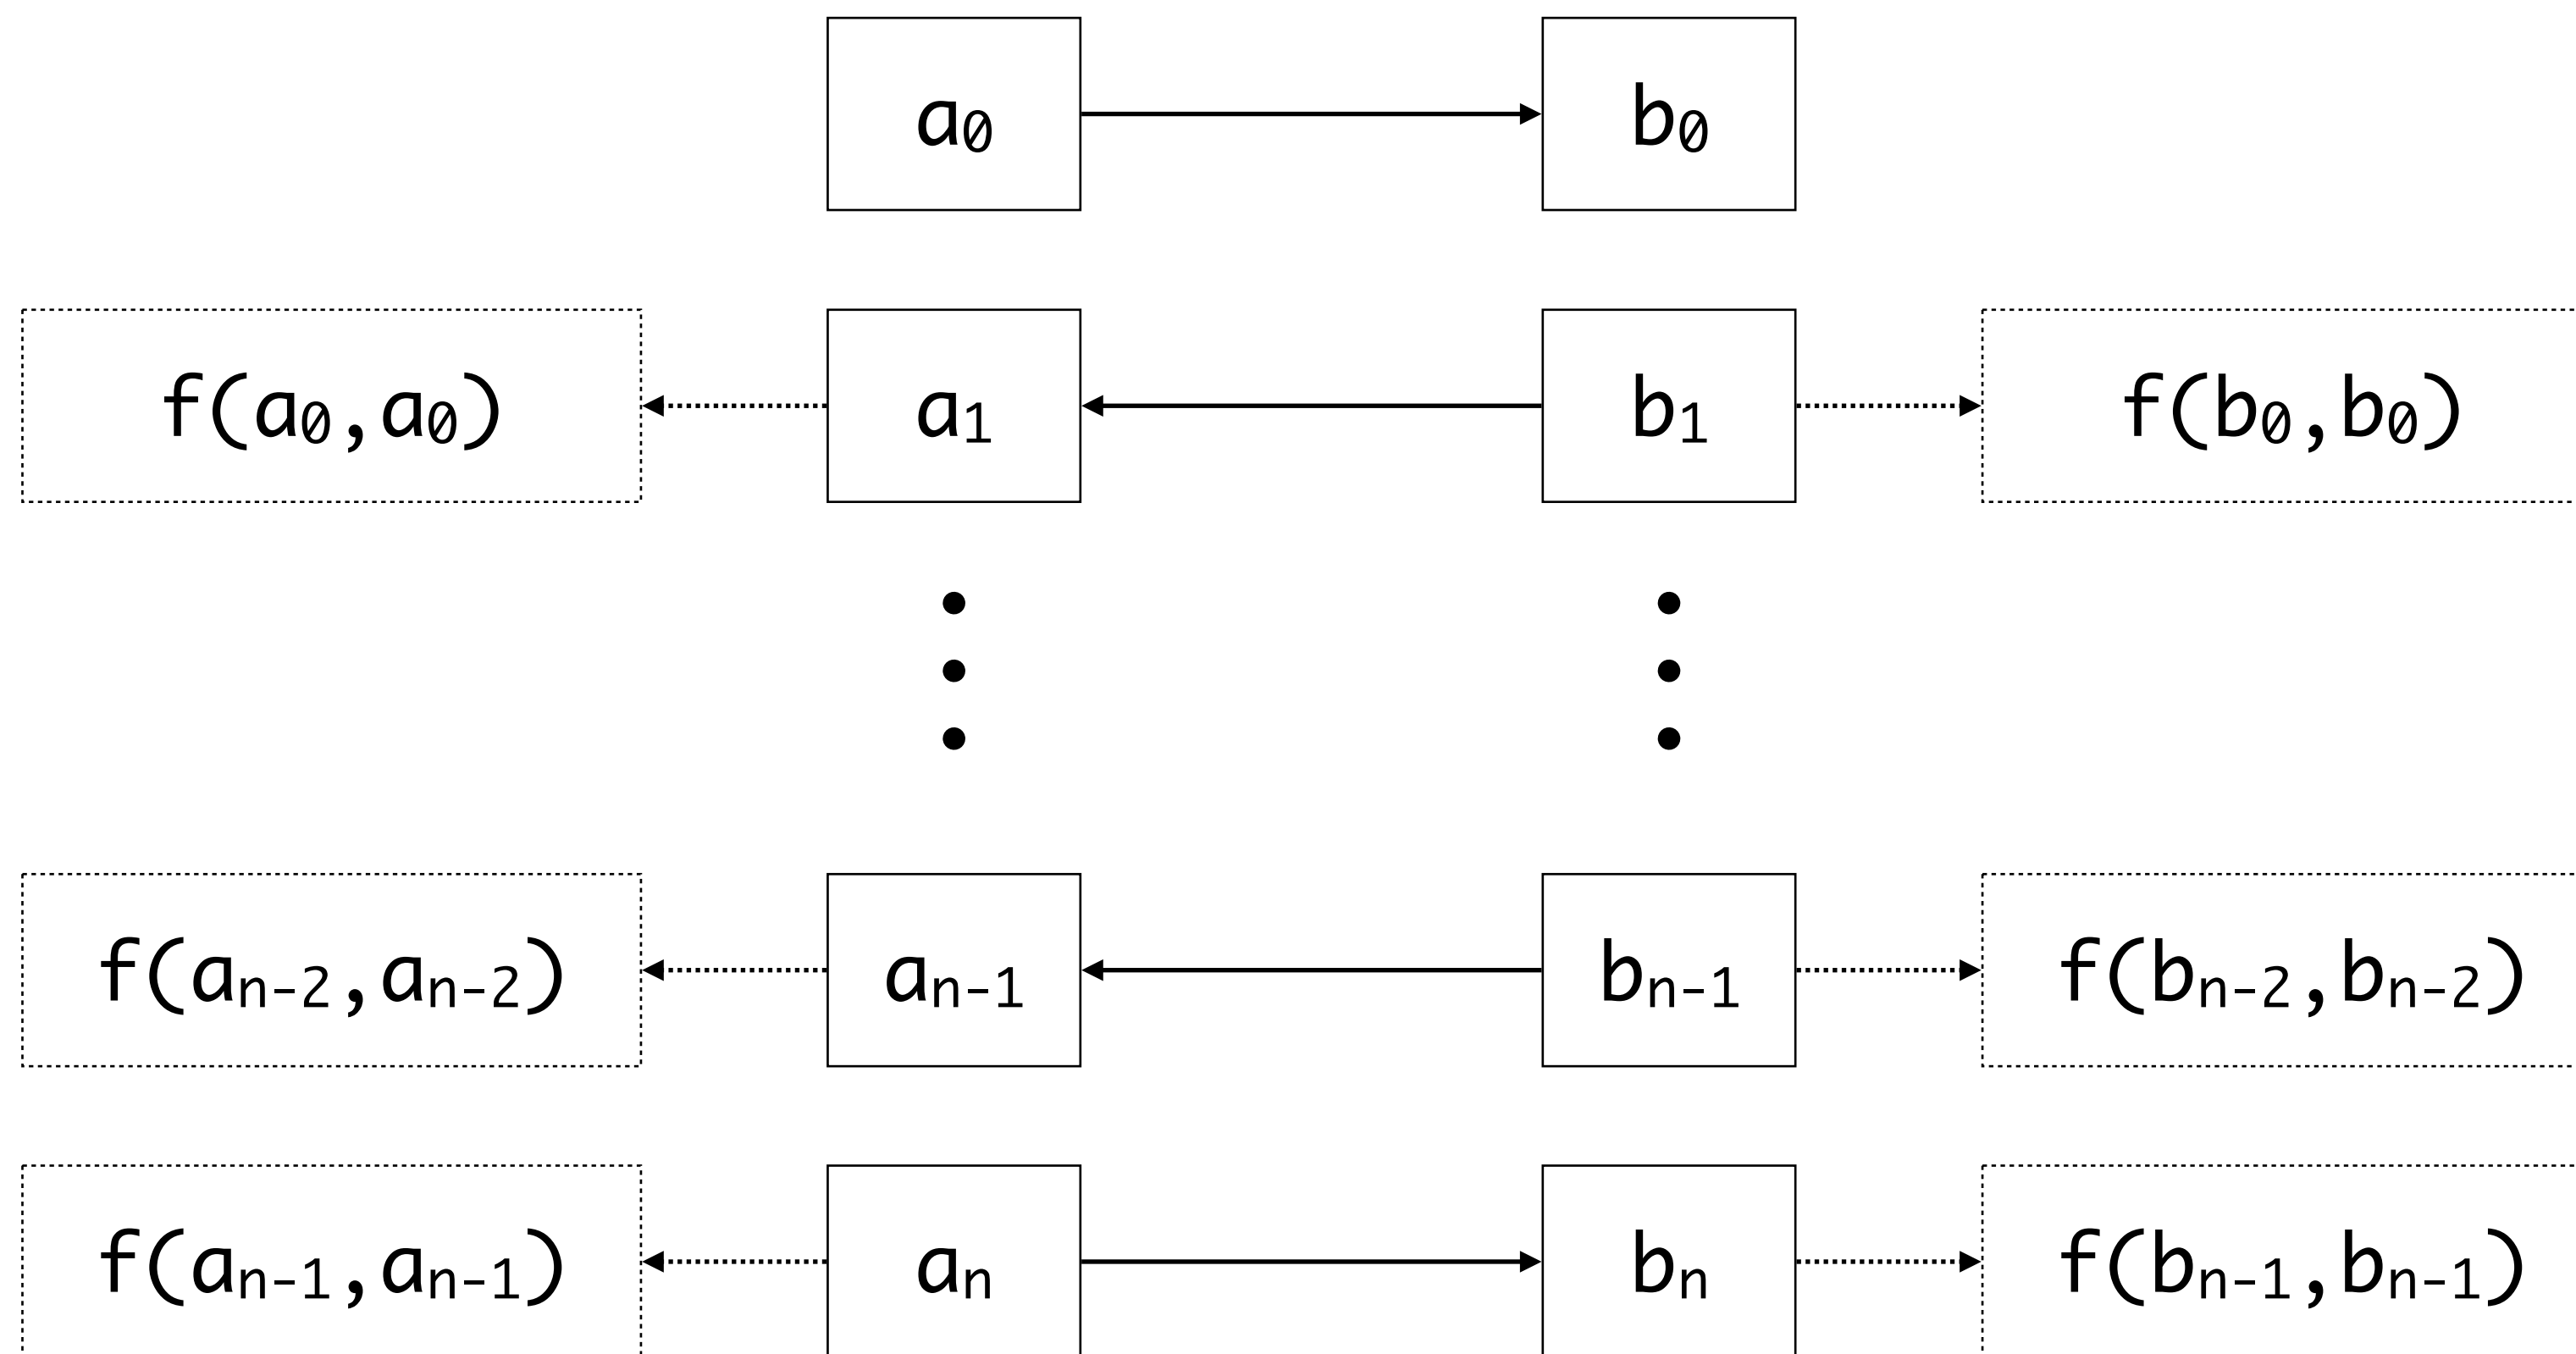 a₀ b₀
f(a₀,a₀) a₁ b₁ f(b₀,b₀)
f(aₙ₋₂,aₙ₋₂) aₙ₋₁ bₙ₋₁ f(bₙ₋₂,bₙ₋₂)
f(aₙ₋₁,aₙ₋₁) aₙ bₙ f(bₙ₋₁,bₙ₋₁)